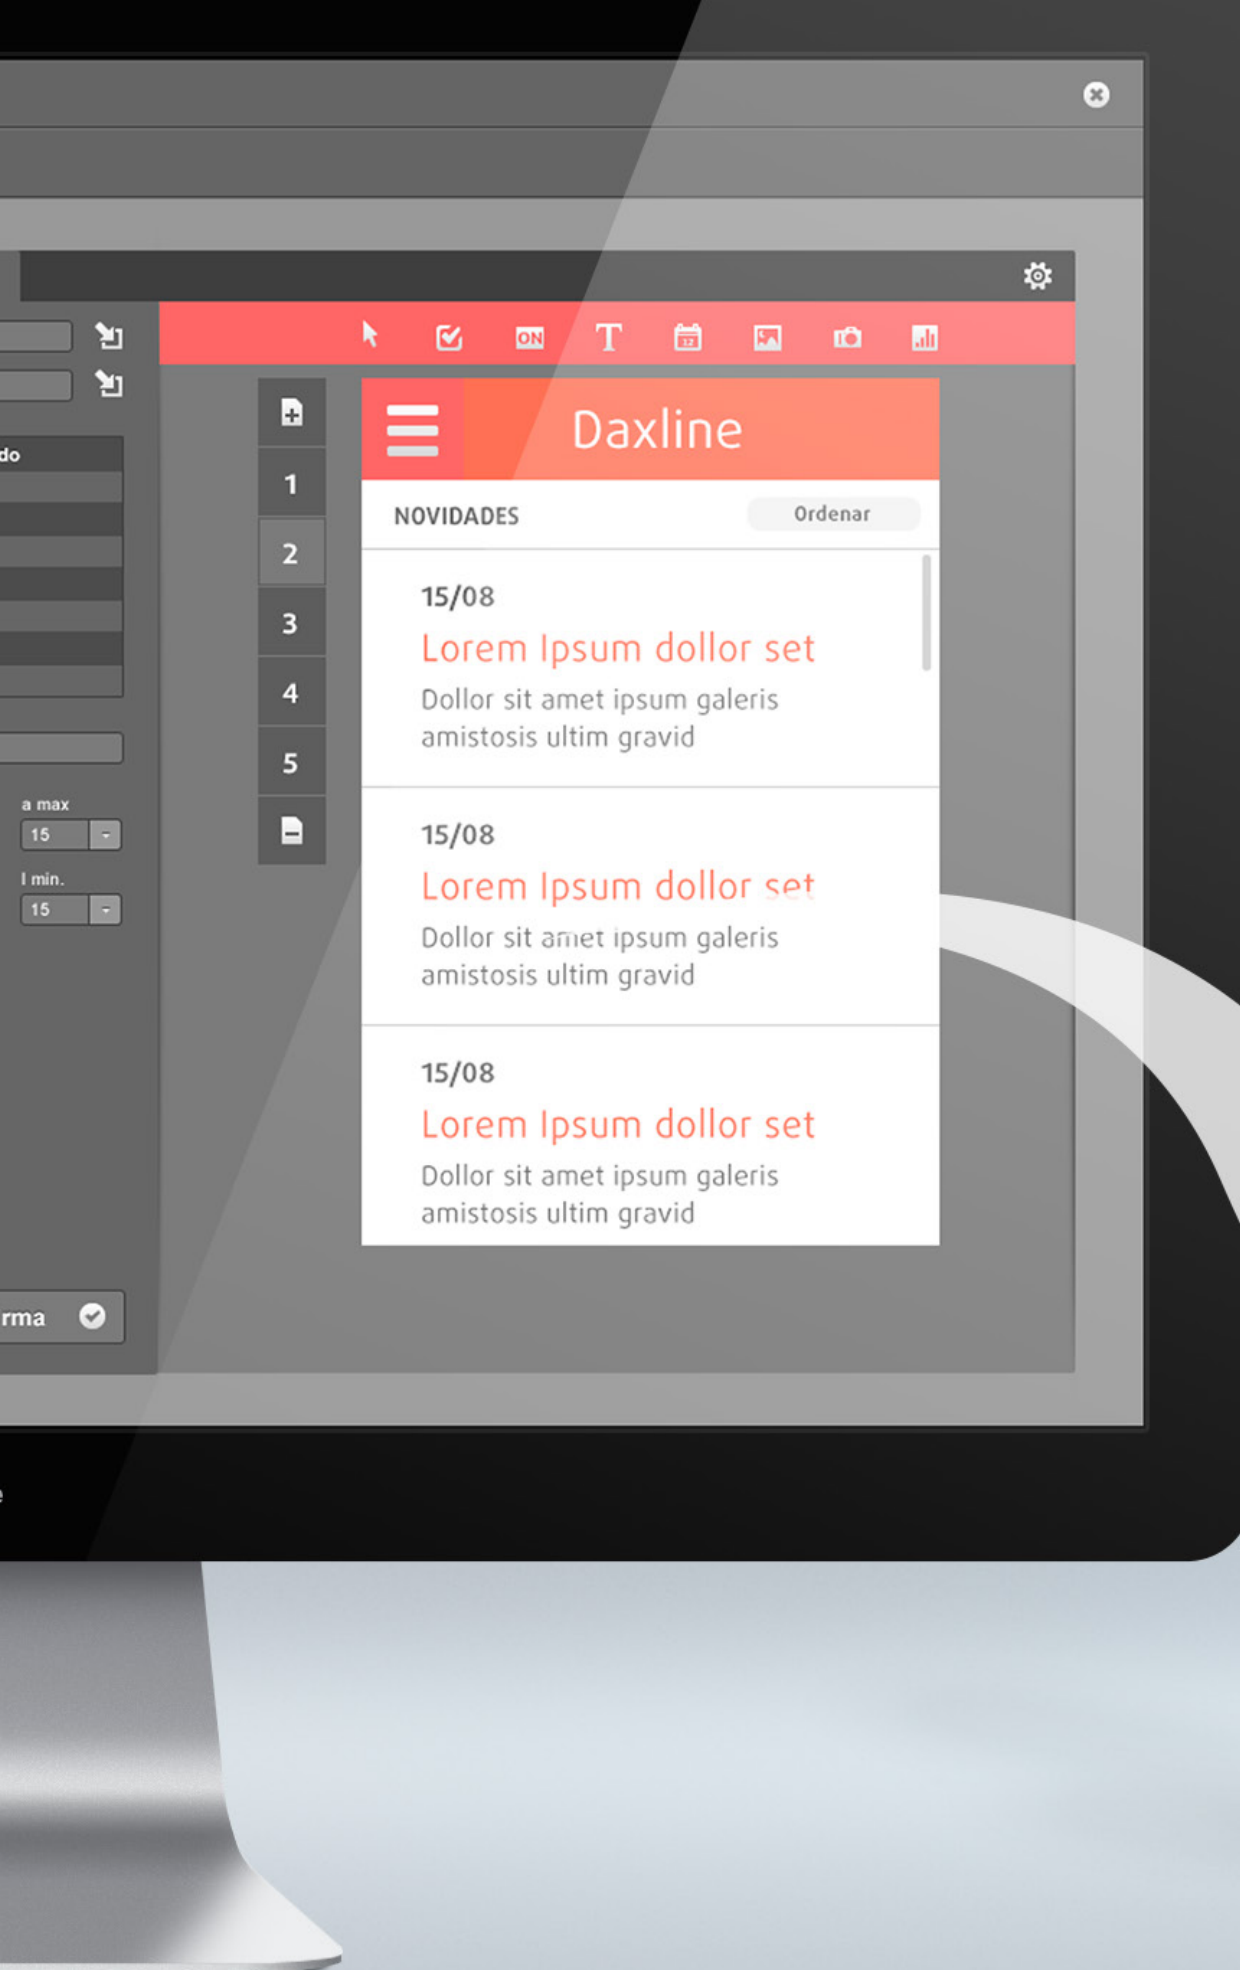 ON
T
12
do
1
2
3
4
5
a max
15
l min.
15
rma
Daxline
NOVIDADES
Ordenar
15/08
Lorem Ipsum dollor set
Dollor sit amet ipsum galeris
amistosis ultim gravid
15/08
Lorem Ipsum dollor set
Dollor sit amet ipsum galeris
amistosis ultim gravid
15/08
Lorem Ipsum dollor set
Dollor sit amet ipsum galeris
amistosis ultim gravid
e